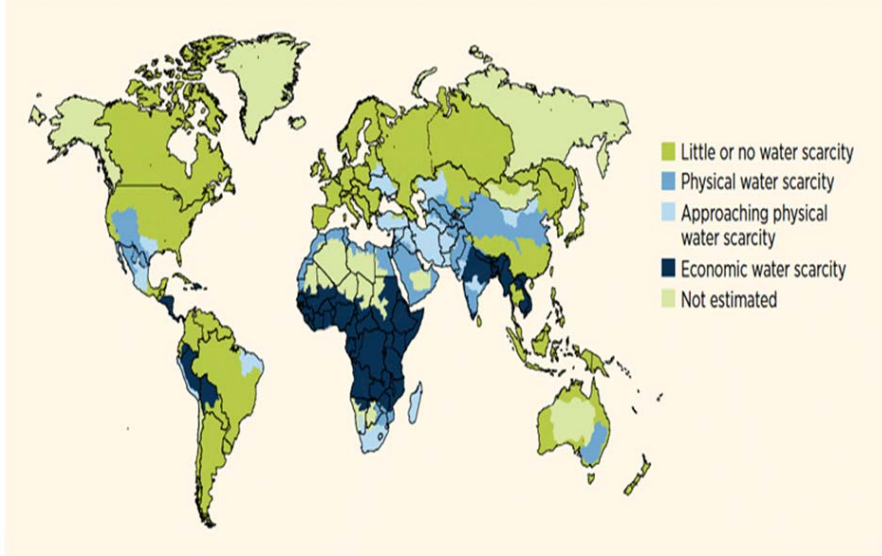 Little or no water scarcity
Physical water scarcity
Approaching physical
water scarcity
Economic water scarcity
Not estimated